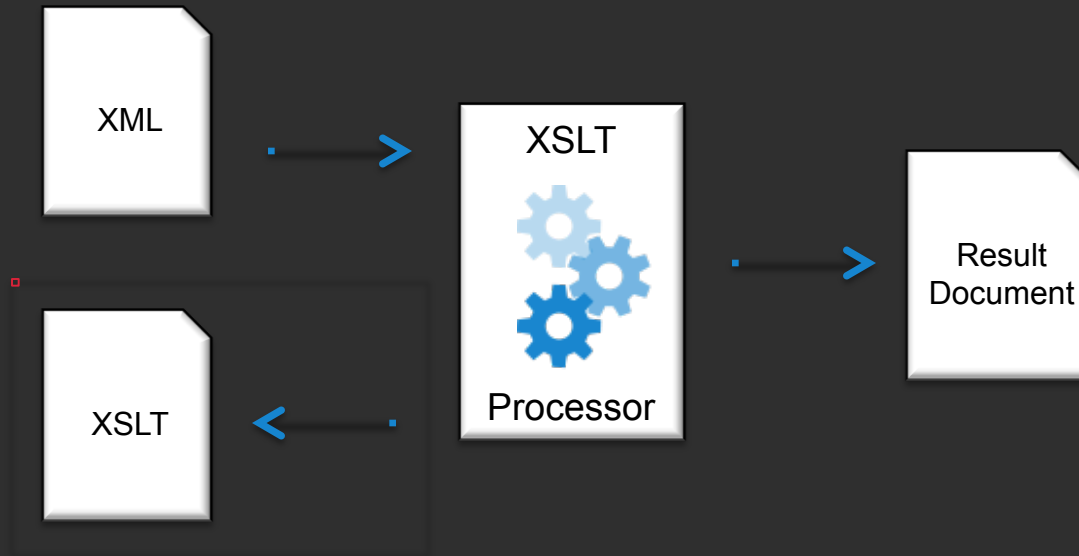 XML
XSLT
XSLT
Processor
Result
Document